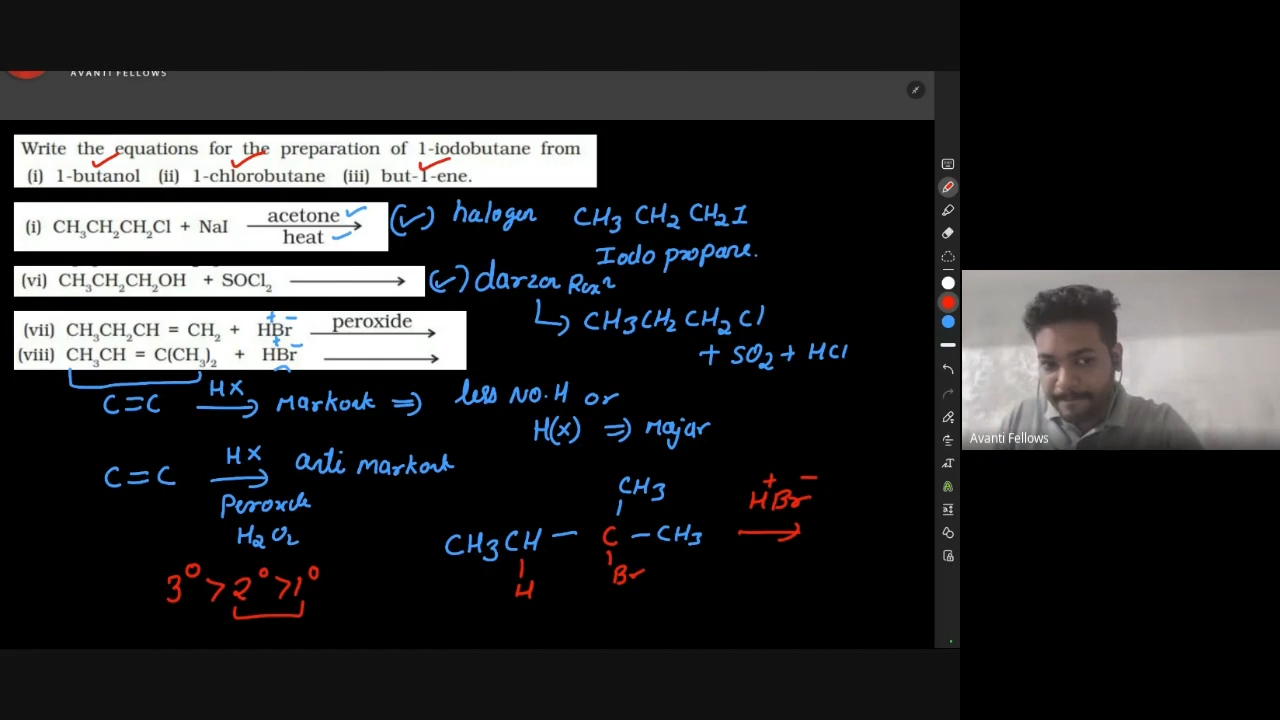 AVANTI FELLOWS
Write the equations for the preparation of 1-iodobutane from
(i) 1-butanol (ii) 1-chlorobutane (iii) but-1-ene.
(i) CH₃CH₂CH₂Cl + NaI acetone heat ⟶ (✓) halogen CH3 CH2 CH2 I
Iodo propane.
(vi) CH₃CH₂CH₂OH + SOCl₂ ⟶ (✓) darzon Rex²
↳ CH3CH2 CH2 Cl
+ SO2 + HCl
(vii) CH₃CH₂CH = CH₂ + HBr peroxide ⟶
+ −
(viii) CH₃CH = C(CH₃)₂ + HBr ⟶
+ −
C=C HX ⟶ Markovk ⇒ less NO. H or
H(x) ⇒ Major
C=C HX ⟶ anti markovk
Peroxide
H2O2
CH3
CH3CH — C — CH3 HBr ⟶
+ −
H Br
3° > 2° > 1°
Avanti Fellows